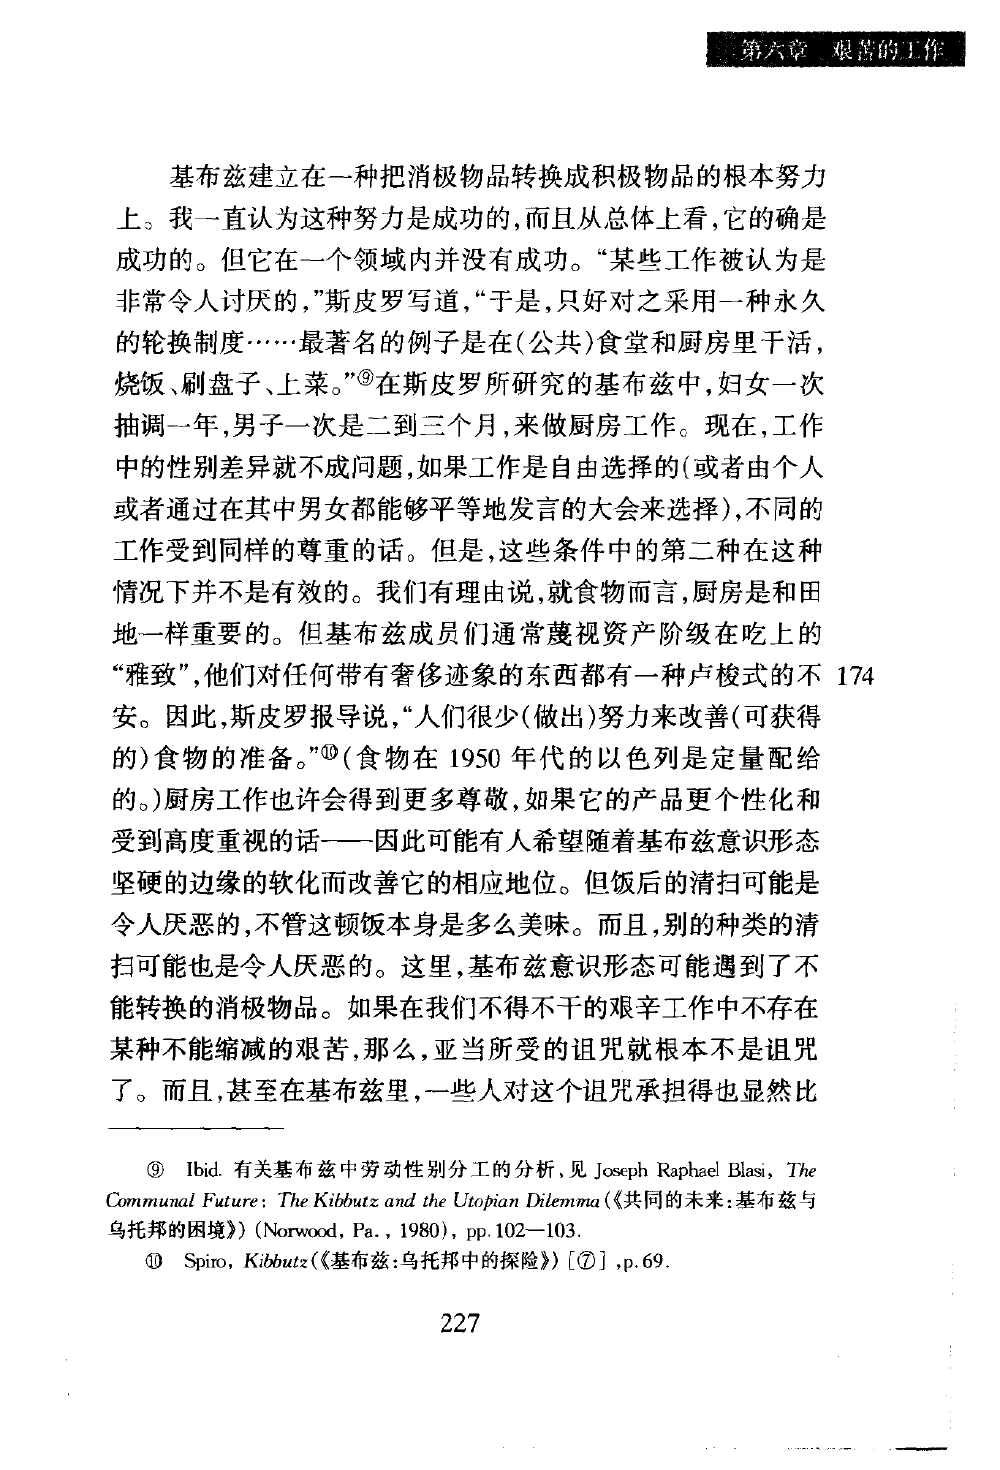 第六章 艰苦的工作
基布兹建立在一种把消极物品转换成积极物品的根本努力
上。我一直认为这种努力是成功的,而且从总体上看,它的确是
成功的。但它在一个领域内并没有成功。“某些工作被认为是
非常令人讨厌的,”斯皮罗写道,“于是,只好对之采用一种永久
的轮换制度……最著名的例子是在(公共)食堂和厨房里干活,
烧饭、刷盘子、上菜。”⑨在斯皮罗所研究的基布兹中,妇女一次
抽调一年,男子一次是二到三个月,来做厨房工作。现在,工作
中的性别差异就不成问题,如果工作是自由选择的(或者由个人
或者通过在其中男女都能够平等地发言的大会来选择),不同的
工作受到同样的尊重的话。但是,这些条件中的第二种在这种
情况下并不是有效的。我们有理由说,就食物而言,厨房是和田
地一样重要的。但基布兹成员们通常蔑视资产阶级在吃上的
“雅致”,他们对任何带有奢侈迹象的东西都有一种卢梭式的不 174
安。因此,斯皮罗报导说,“人们很少(做出)努力来改善(可获得
的)食物的准备。”⑩(食物在 1950 年代的以色列是定量配给
的。)厨房工作也许会得到更多尊敬,如果它的产品更个性化和
受到高度重视的话——因此可能有人希望随着基布兹意识形态
坚硬的边缘的软化而改善它的相应地位。但饭后的清扫可能是
令人厌恶的,不管这顿饭本身是多么美味。而且,别的种类的清
扫可能也是令人厌恶的。这里,基布兹意识形态可能遇到了不
能转换的消极物品。如果在我们不得不干的艰辛工作中不存在
某种不能缩减的艰苦,那么,亚当所受的诅咒就根本不是诅咒
了。而且,甚至在基布兹里,一些人对这个诅咒承担得也显然比
⑨ Ibid. 有关基布兹中劳动性别分工的分析,见 Joseph Raphael Blasi, The
Communal Future: The Kibbutz and the Utopian Dilemma(《共同的未来:基布兹与
乌托邦的困境》) (Norwood, Pa., 1980), pp. 102—103.
⑩ Spiro, Kibbutz(《基布兹:乌托邦中的探险》) [⑦] ,p. 69.
227